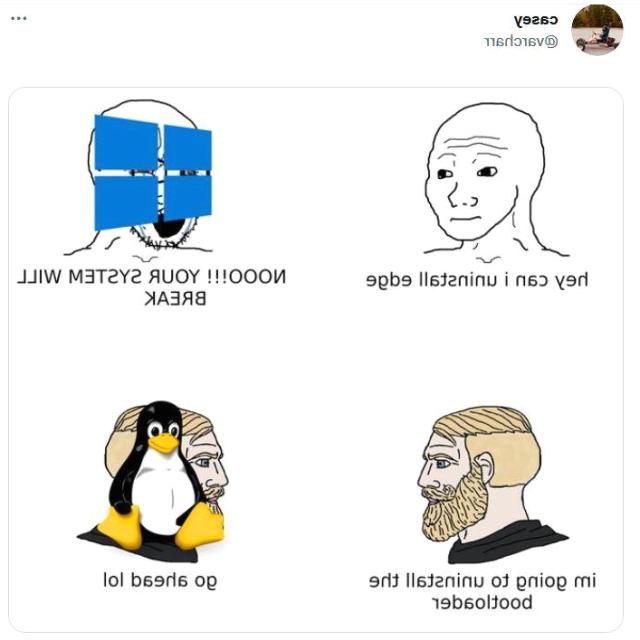 casey
@varcharr
hey can i uninstall edge
NOOO!!! YOUR SYSTEM WILL
BREAK
im going to uninstall the
bootloader
go ahead lol